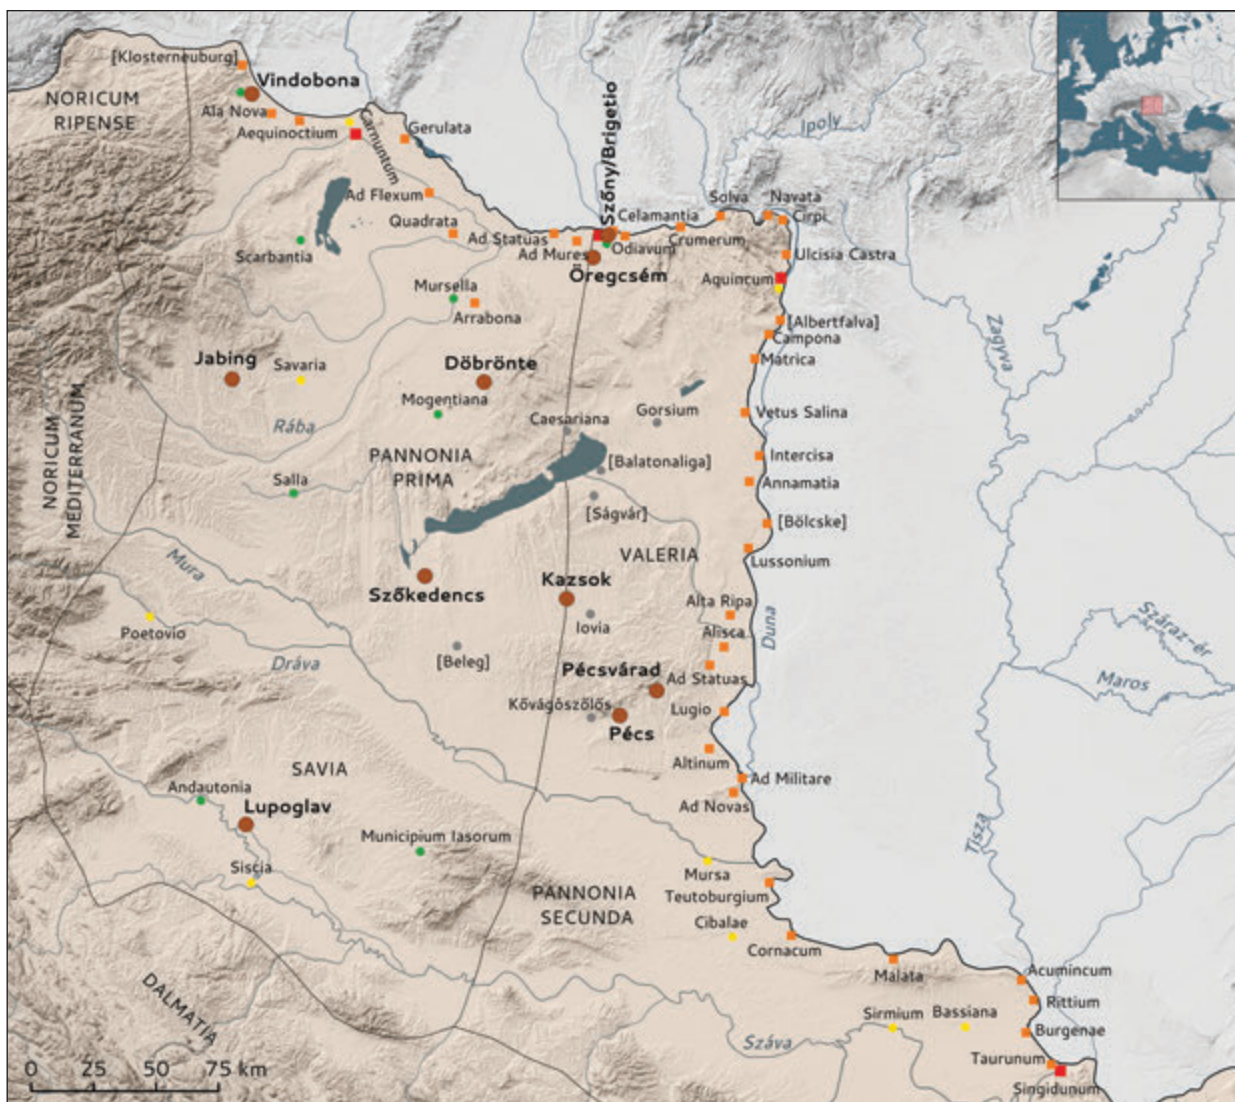 [Klosterneuburg]
Vindobona
NORICUM
RIPENSE
Ala Nova
Aequinoctium
Carnuntum
Gerulata
Ipoly
Szőny/Brigetio
Ad Flexum
Solva
Navata
Quadrata
Celamantia
Cirpi
Ad Statuas
Odiavum
Crumerum
Scarbantia
Ad Mures
Ulcisia Castra
Öregcsém
Aquincum
Mursella
Arrabona
[Albertfalva]
Campona
Zagyva
Jabing
Savaria
Döbrönte
Matrica
Mogentiana
Caesariana
Gorsium
Vetus Salina
Rába
NORICUM
MEDITERRANUM
PANNONIA
PRIMA
[Balatonaliga]
Intercisa
Salla
Annamatia
[Ságvár]
[Bölcske]
VALERIA
Lussonium
Mura
Szőkedencs
Kazsok
Alta Ripa
Iovia
Duna
Száraz-ér
Poetovio
Alisca
Dráva
[Beleg]
Pécsvárad
Ad Statuas
Maros
Kővágószőlős
Lugio
Pécs
Altinum
SAVIA
Ad Militare
Andautonia
Ad Novas
Lupoglav
Tisza
Municipium Iasorum
Siscia
Mursa
PANNONIA
SECUNDA
Teutoburgium
Cibalae
Cornacum
Malata
Acumincum
DALMATIA
Rittium
Sirmium
Bassiana
Burgenae
Száva
Taurunum
0 25 50 75 km
Singidunum